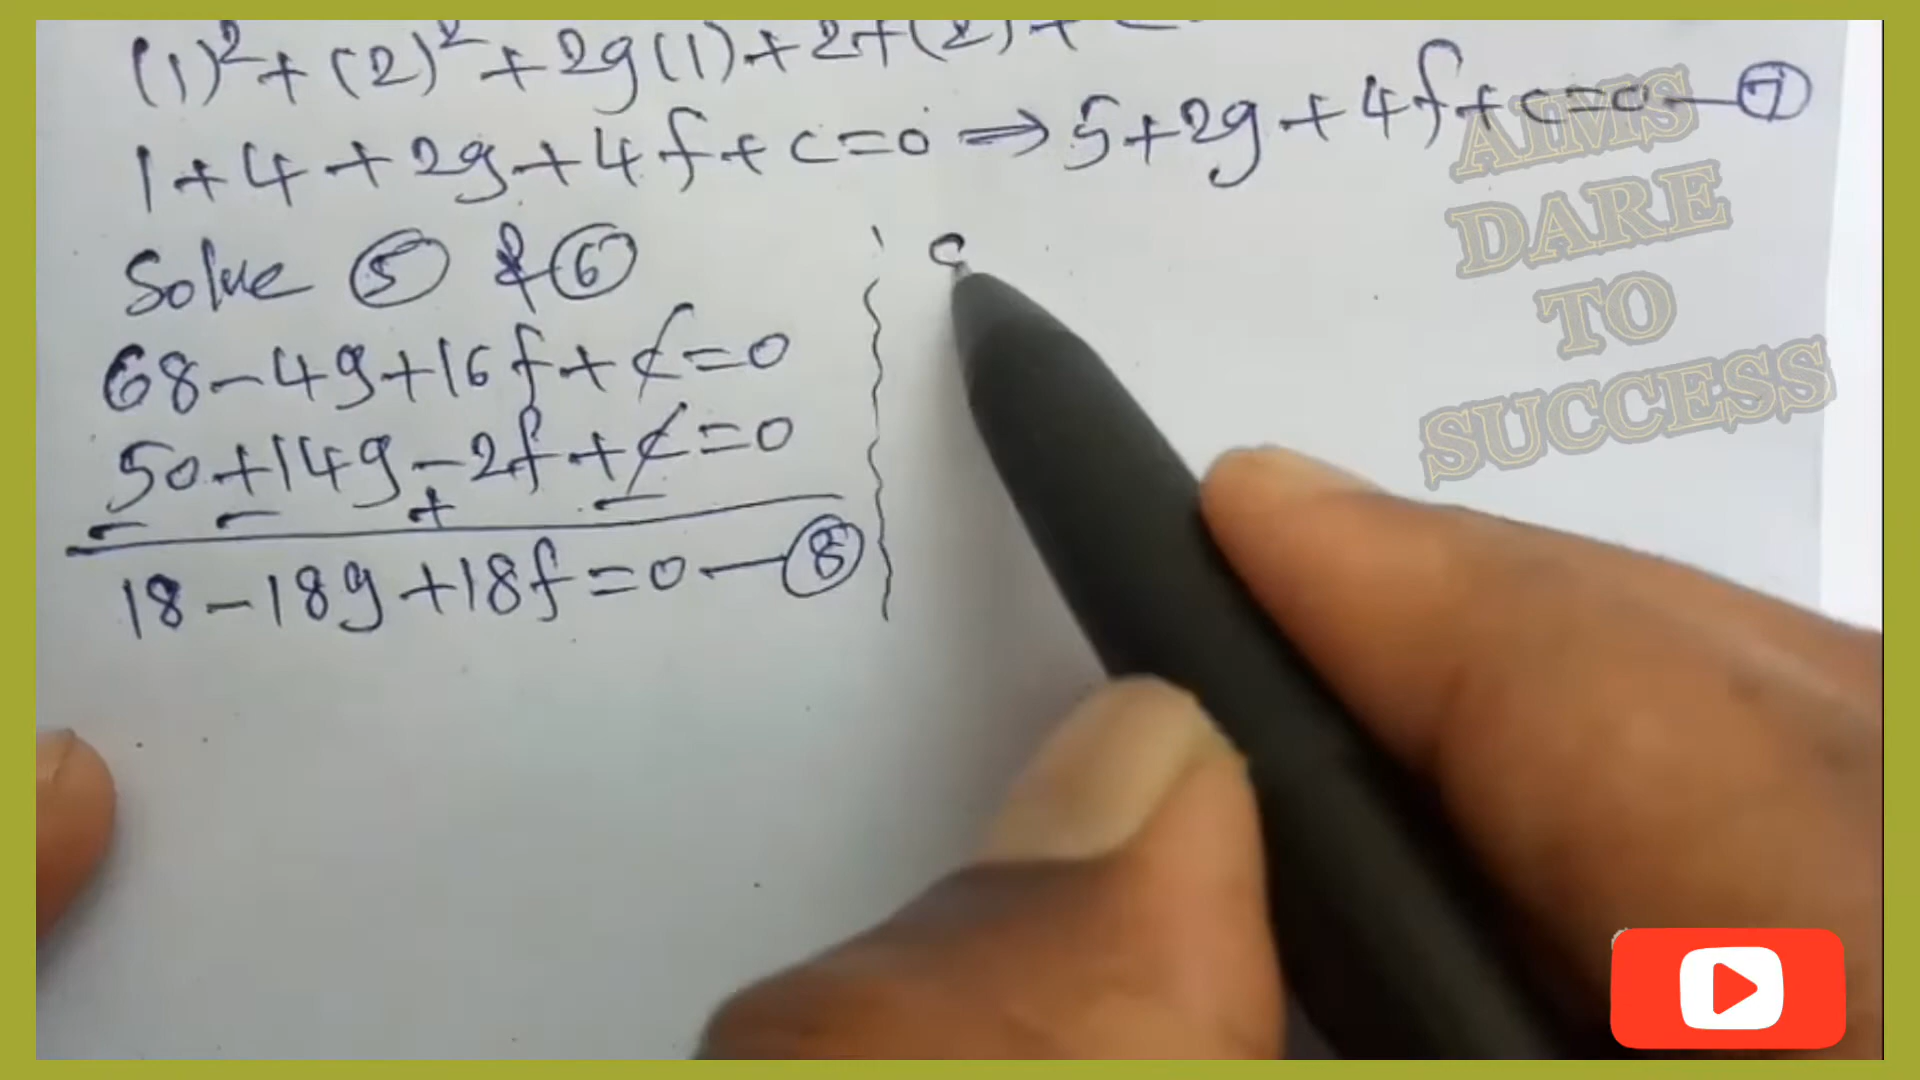 (1)² + (2)² + 2g(1) + 2f(2) + c
1 + 4 + 2g + 4f + c = 0 ⇒ 5 + 2g + 4f + c = 0 — ⑦
Solve ⑤ & ⑥
68 - 4g + 16f + c = 0
50 + 14g - 2f + c = 0
- - + -
18 - 18g + 18f = 0 — ⑧
AIMS
DARE
TO
SUCCESS